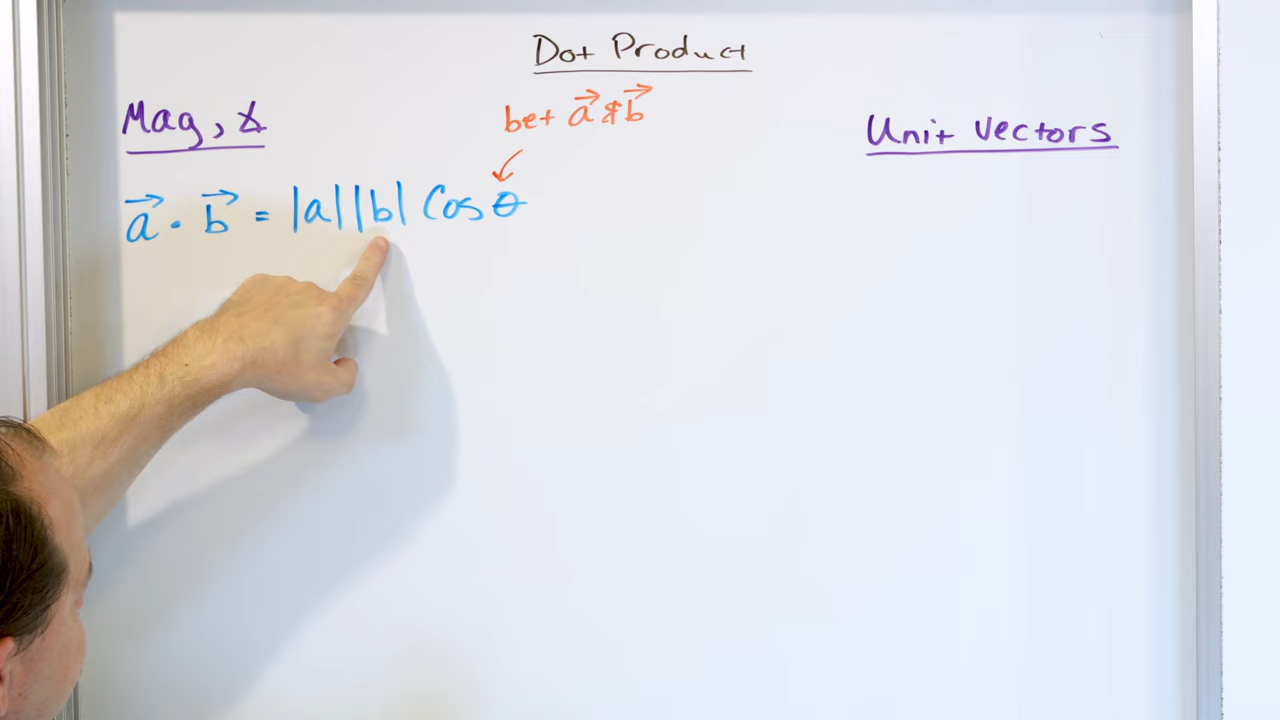 Dot Product
Mag, ∡
bet a⃗ & b⃗
Unit Vectors
a⃗ · b⃗ = |a||b| Cos θ